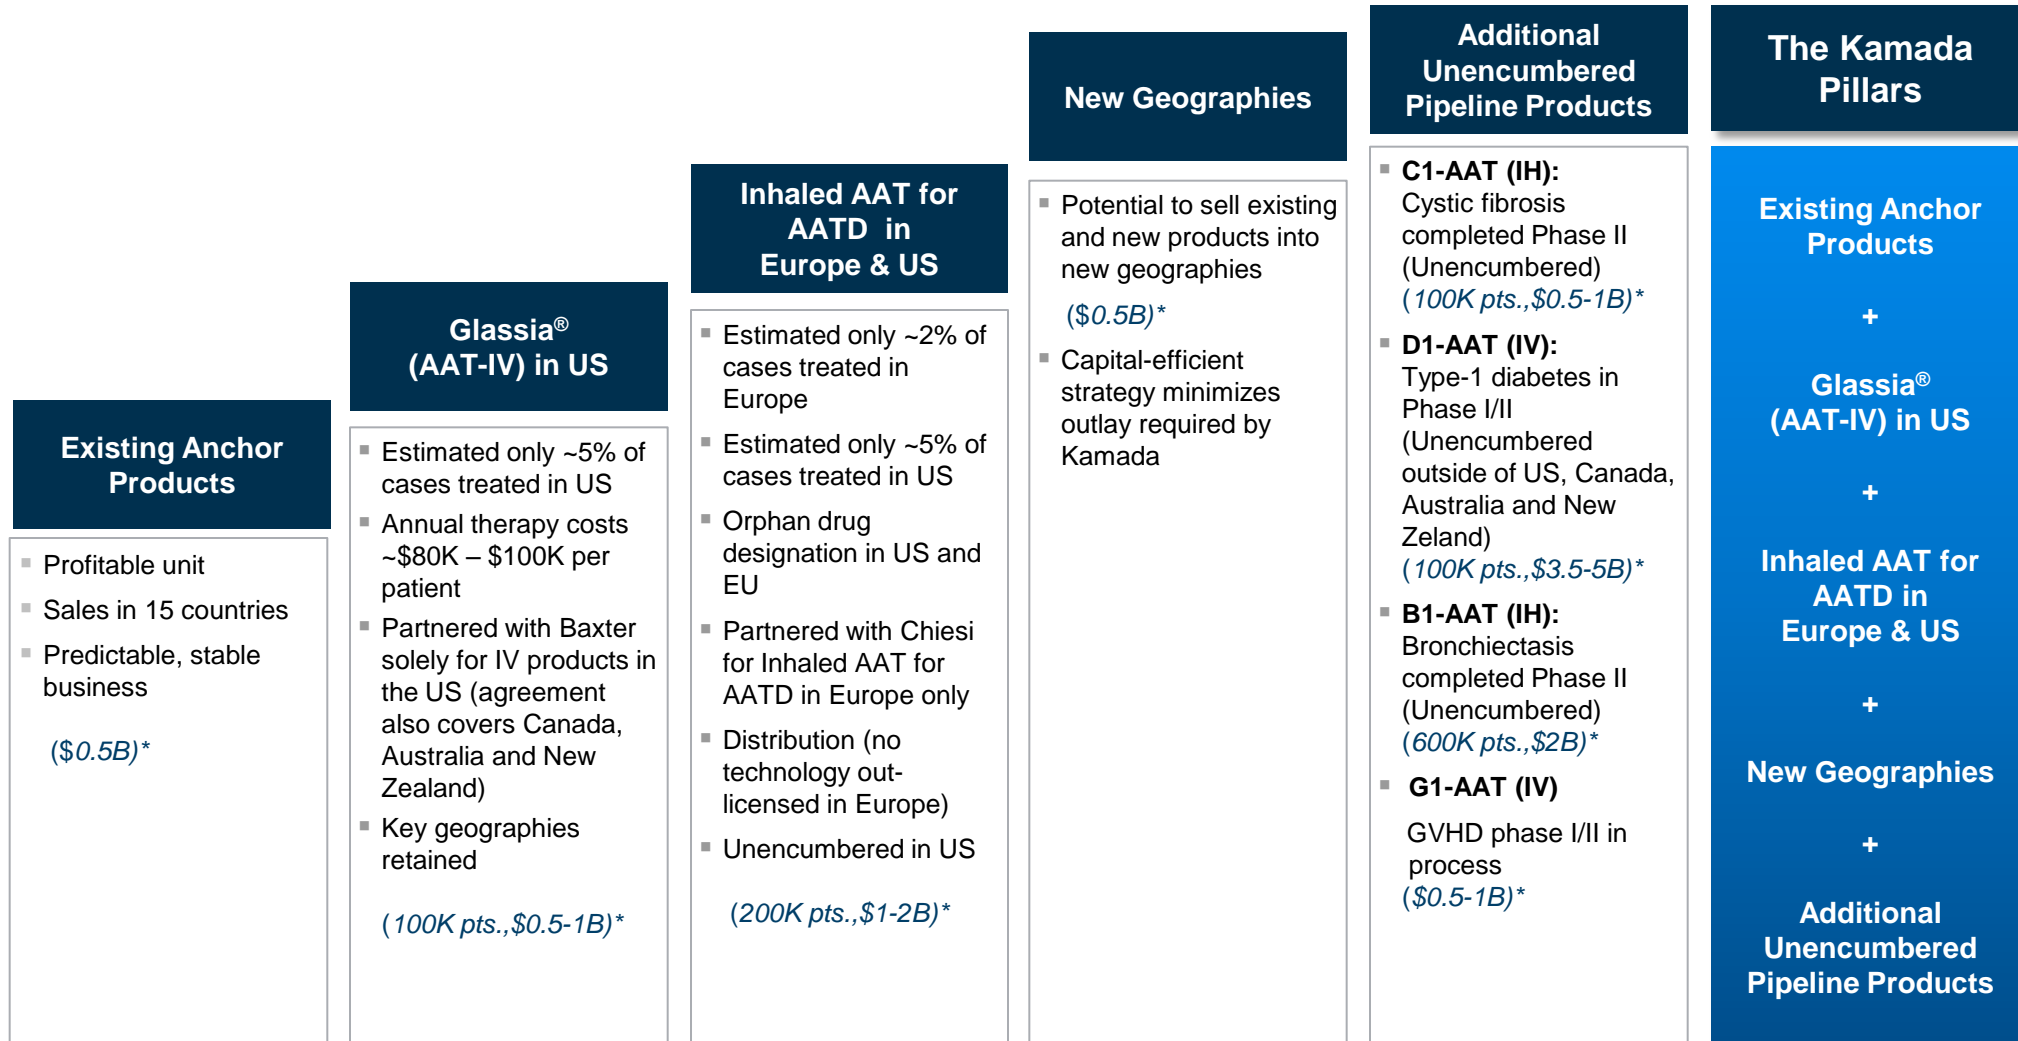 Existing Anchor
Products
▪ Profitable unit
▪ Sales in 15 countries
▪ Predictable, stable
business
($0.5B)*
Glassia®
(AAT-IV) in US
▪ Estimated only ~5% of
cases treated in US
▪ Annual therapy costs
~$80K – $100K per
patient
▪ Partnered with Baxter
solely for IV products in
the US (agreement
also covers Canada,
Australia and New
Zealand)
▪ Key geographies
retained
(100K pts.,$0.5-1B)*
Inhaled AAT for
AATD in
Europe & US
▪ Estimated only ~2% of
cases treated in
Europe
▪ Estimated only ~5% of
cases treated in US
▪ Orphan drug
designation in US and
EU
▪ Partnered with Chiesi
for Inhaled AAT for
AATD in Europe only
▪ Distribution (no
technology out-
licensed in Europe)
▪ Unencumbered in US
(200K pts.,$1-2B)*
New Geographies
▪ Potential to sell existing
and new products into
new geographies
($0.5B)*
▪ Capital-efficient
strategy minimizes
outlay required by
Kamada
Additional
Unencumbered
Pipeline Products
▪ C1-AAT (IH):
Cystic fibrosis
completed Phase II
(Unencumbered)
(100K pts.,$0.5-1B)*
▪ D1-AAT (IV):
Type-1 diabetes in
Phase I/II
(Unencumbered
outside of US, Canada,
Australia and New
Zeland)
(100K pts.,$3.5-5B)*
▪ B1-AAT (IH):
Bronchiectasis
completed Phase II
(Unencumbered)
(600K pts.,$2B)*
▪ G1-AAT (IV)
GVHD phase I/II in
process
($0.5-1B)*
The Kamada
Pillars
Existing Anchor
Products
+
Glassia®
(AAT-IV) in US
+
Inhaled AAT for
AATD in
Europe & US
+
New Geographies
+
Additional
Unencumbered
Pipeline Products